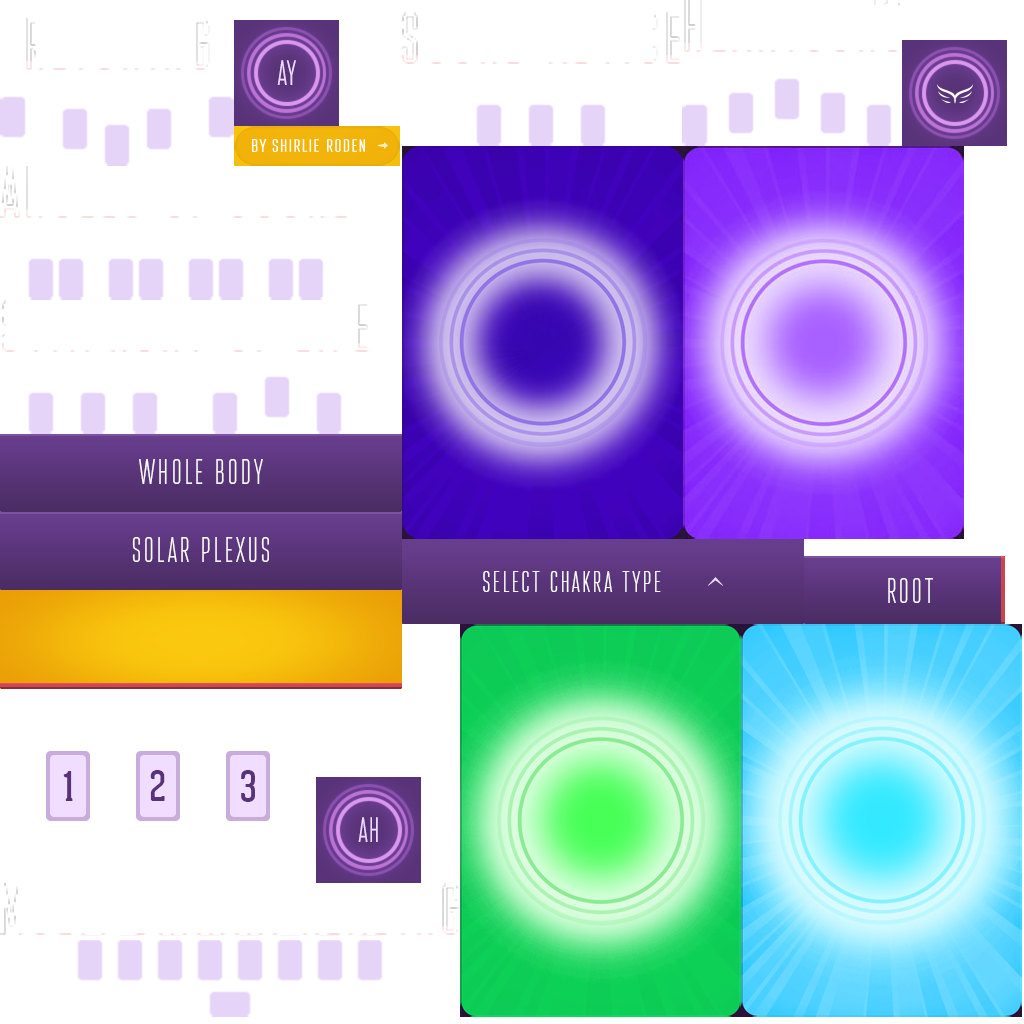 AY
BY SHIRLIE RODEN
WHOLE BODY
SOLAR PLEXUS
SELECT CHAKRA TYPE
ROOT
1 2 3
AH